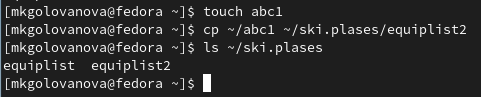 [mkgolovanova@fedora ~]$ touch abc1
[mkgolovanova@fedora ~]$ cp ~/abc1 ~/ski.plases/equiplist2
[mkgolovanova@fedora ~]$ ls ~/ski.plases
equiplist  equiplist2
[mkgolovanova@fedora ~]$